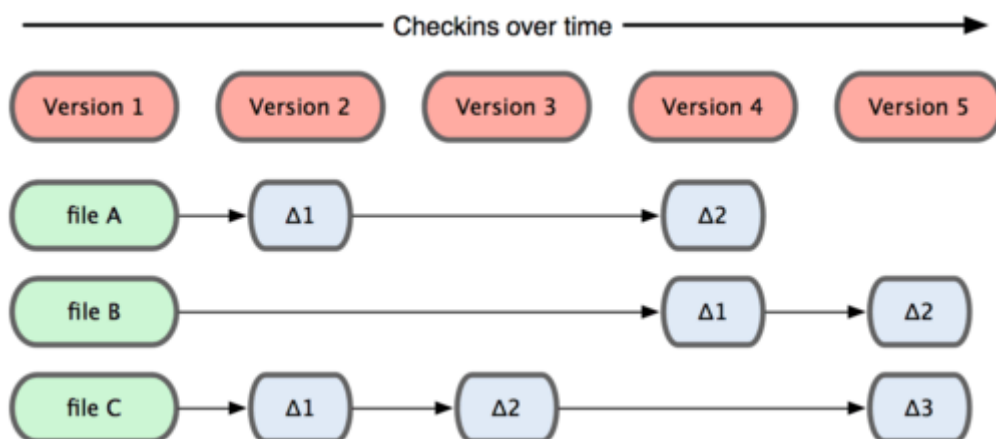 Checkins over time
Version 1 Version 2 Version 3 Version 4 Version 5
file A Δ1 Δ2
file B Δ1 Δ2
file C Δ1 Δ2 Δ3